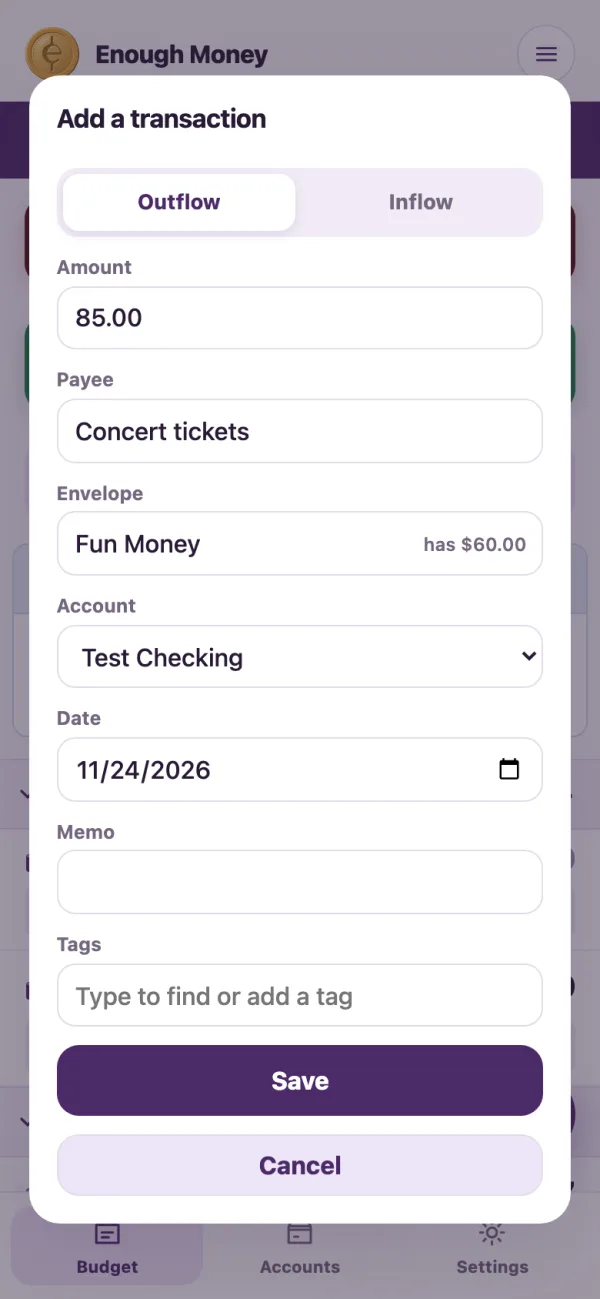 Enough Money
Add a transaction
Outflow Inflow
Amount
85.00
Payee
Concert tickets
Envelope
Fun Money has $60.00
Account
Test Checking
Date
11/24/2026
Memo
Tags
Type to find or add a tag
Save
Cancel
Budget Accounts Settings